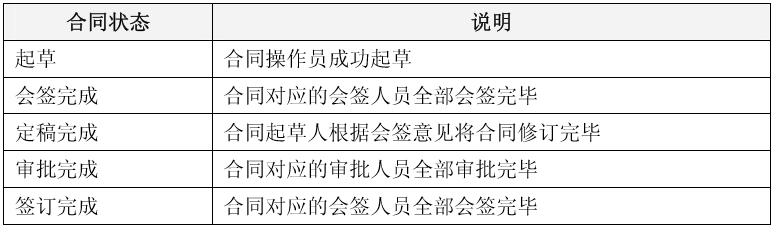 合同状态 说明
起草 合同操作员成功起草
会签完成 合同对应的会签人员全部会签完毕
定稿完成 合同起草人根据会签意见将合同修订完毕
审批完成 合同对应的审批人员全部审批完毕
签订完成 合同对应的会签人员全部会签完毕